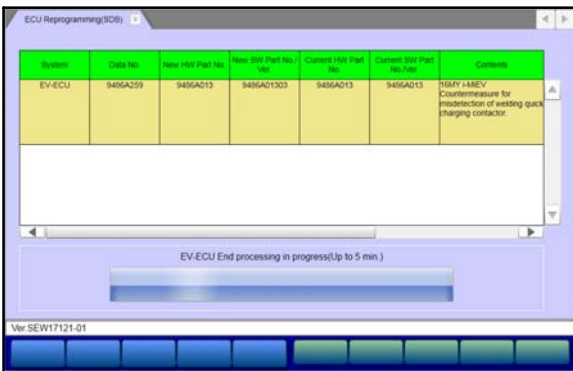 ECU Reprogramming(SDB)
System Data No. New HW Part No. New SW Part No./ Ver. Current HW Part No. Current SW Part No./Ver. Contents
EV-ECU 9486A259 9486A013 9486A01303 9486A013 9486A013 16MY i-MiEV
Countermeasure for
misdetection of welding quick
charging contactor.
EV-ECU End processing in progress(Up to 5 min.)
Ver.SEW17121-01